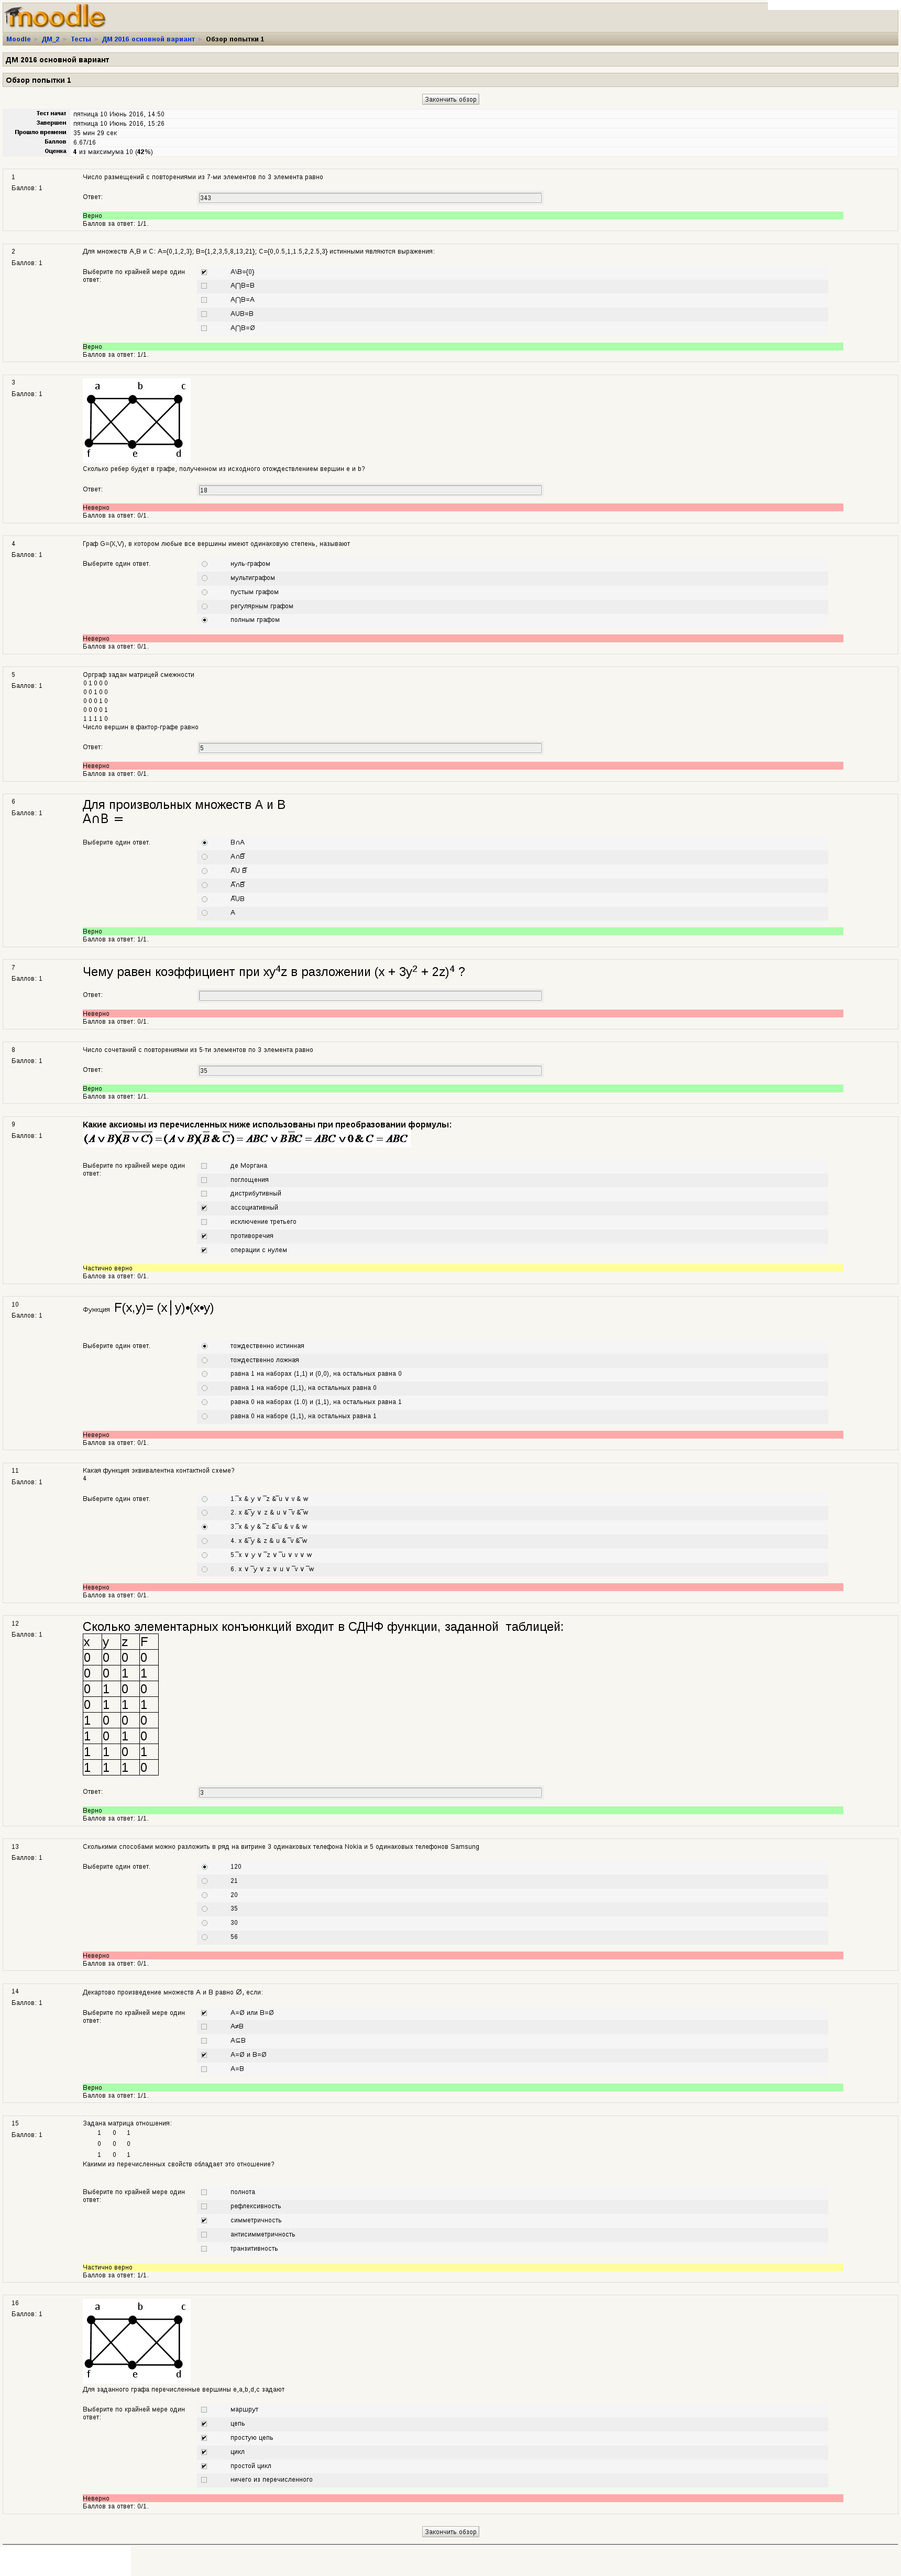 moodle
Moodle ► ДМ_2 ► Тесты ► ДМ 2016 основной вариант ► Обзор попытки 1
ДМ 2016 основной вариант
Обзор попытки 1
Закончить обзор
Тест начат пятница 10 Июнь 2016, 14:50
Завершен пятница 10 Июнь 2016, 15:26
Прошло времени 35 мин 29 сек
Баллов 6.67/16
Оценка 4 из максимума 10 (42%)
1
Баллов: 1
Число размещений с повторениями из 7-ми элементов по 3 элемента равно
Ответ: 343
Верно
Баллов за ответ: 1/1.
2
Баллов: 1
Для множеств A,B и C: A={0,1,2,3}; B={1,2,3,5,8,13,21}; C={0,0.5,1,1.5,2,2.5,3} истинными являются выражения:
Выберите по крайней мере один ответ:
A\B={0}
A⋂B=B
A⋂B=A
A∪B=B
A⋂B=Ø
Верно
Баллов за ответ: 1/1.
3
Баллов: 1
a b c
f e d
Сколько ребер будет в графе, полученном из исходного отождествлением вершин e и b?
Ответ: 18
Неверно
Баллов за ответ: 0/1.
4
Баллов: 1
Граф G=(X,V), в котором любые все вершины имеют одинаковую степень, называют
Выберите один ответ.
нуль-графом
мультиграфом
пустым графом
регулярным графом
полным графом
Неверно
Баллов за ответ: 0/1.
5
Баллов: 1
Орграф задан матрицей смежности
0 1 0 0 0
0 0 1 0 0
0 0 0 1 0
0 0 0 0 1
1 1 1 1 0
Число вершин в фактор-графе равно
Ответ: 5
Неверно
Баллов за ответ: 0/1.
6
Баллов: 1
Для произвольных множеств A и B
A∩B =
Выберите один ответ.
B∩A
A∩B̅
A̅∪ B̅
A̅∩B̅
A̅∪B
A
Верно
Баллов за ответ: 1/1.
7
Баллов: 1
Чему равен коэффициент при xy⁴z в разложении (x + 3y² + 2z)⁴ ?
Ответ:
Неверно
Баллов за ответ: 0/1.
8
Баллов: 1
Число сочетаний с повторениями из 5-ти элементов по 3 элемента равно
Ответ: 35
Верно
Баллов за ответ: 1/1.
9
Баллов: 1
Какие аксиомы из перечисленных ниже использованы при преобразовании формулы:
Выберите по крайней мере один ответ:
де Моргана
поглощения
дистрибутивный
ассоциативный
исключение третьего
противоречия
операции с нулем
Частично верно
Баллов за ответ: 0/1.
10
Баллов: 1
Функция F(x,y)= (x│y)•(x•y)
Выберите один ответ.
тождественно истинная
тождественно ложная
равна 1 на наборах (1,1) и (0,0), на остальных равна 0
равна 1 на наборе (1,1), на остальных равна 0
равна 0 на наборах (1.0) и (1,1), на остальных равна 1
равна 0 на наборе (1,1), на остальных равна 1
Неверно
Баллов за ответ: 0/1.
11
Баллов: 1
Какая функция эквивалентна контактной схеме?
4
Выберите один ответ.
1.‾x & y ∨ ‾z &‾u ∨ v & w
2. x &‾y ∨ z & u ∨ ‾v &‾w
3.‾x & y & ‾z &‾u & v & w
4. x &‾y & z & u & ‾v &‾w
5.‾x ∨ y ∨ ‾z ∨ ‾u ∨ v ∨ w
6. x ∨ ‾y ∨ z ∨ u ∨ ‾v ∨ ‾w
Неверно
Баллов за ответ: 0/1.
12
Баллов: 1
Сколько элементарных конъюнкций входит в СДНФ функции, заданной таблицей:
x y z F
0 0 0 0
0 0 1 1
0 1 0 0
0 1 1 1
1 0 0 0
1 0 1 0
1 1 0 1
1 1 1 0
Ответ: 3
Верно
Баллов за ответ: 1/1.
13
Баллов: 1
Сколькими способами можно разложить в ряд на витрине 3 одинаковых телефона Nokia и 5 одинаковых телефонов Samsung
Выберите один ответ.
120
21
20
35
30
56
Неверно
Баллов за ответ: 0/1.
14
Баллов: 1
Декартово произведение множеств A и B равно Ø, если:
Выберите по крайней мере один ответ:
A=Ø или B=Ø
A≠B
A⊆B
A=Ø и B=Ø
A=B
Верно
Баллов за ответ: 1/1.
15
Баллов: 1
Задана матрица отношения:
1 0 1
0 0 0
1 0 1
Какими из перечисленных свойств обладает это отношение?
Выберите по крайней мере один ответ:
полнота
рефлексивность
симметричность
антисимметричность
транзитивность
Частично верно
Баллов за ответ: 1/1.
16
Баллов: 1
a b c
f e d
Для заданного графа перечисленные вершины e,a,b,d,c задают
Выберите по крайней мере один ответ:
маршрут
цепь
простую цепь
цикл
простой цикл
ничего из перечисленного
Неверно
Баллов за ответ: 0/1.
Закончить обзор